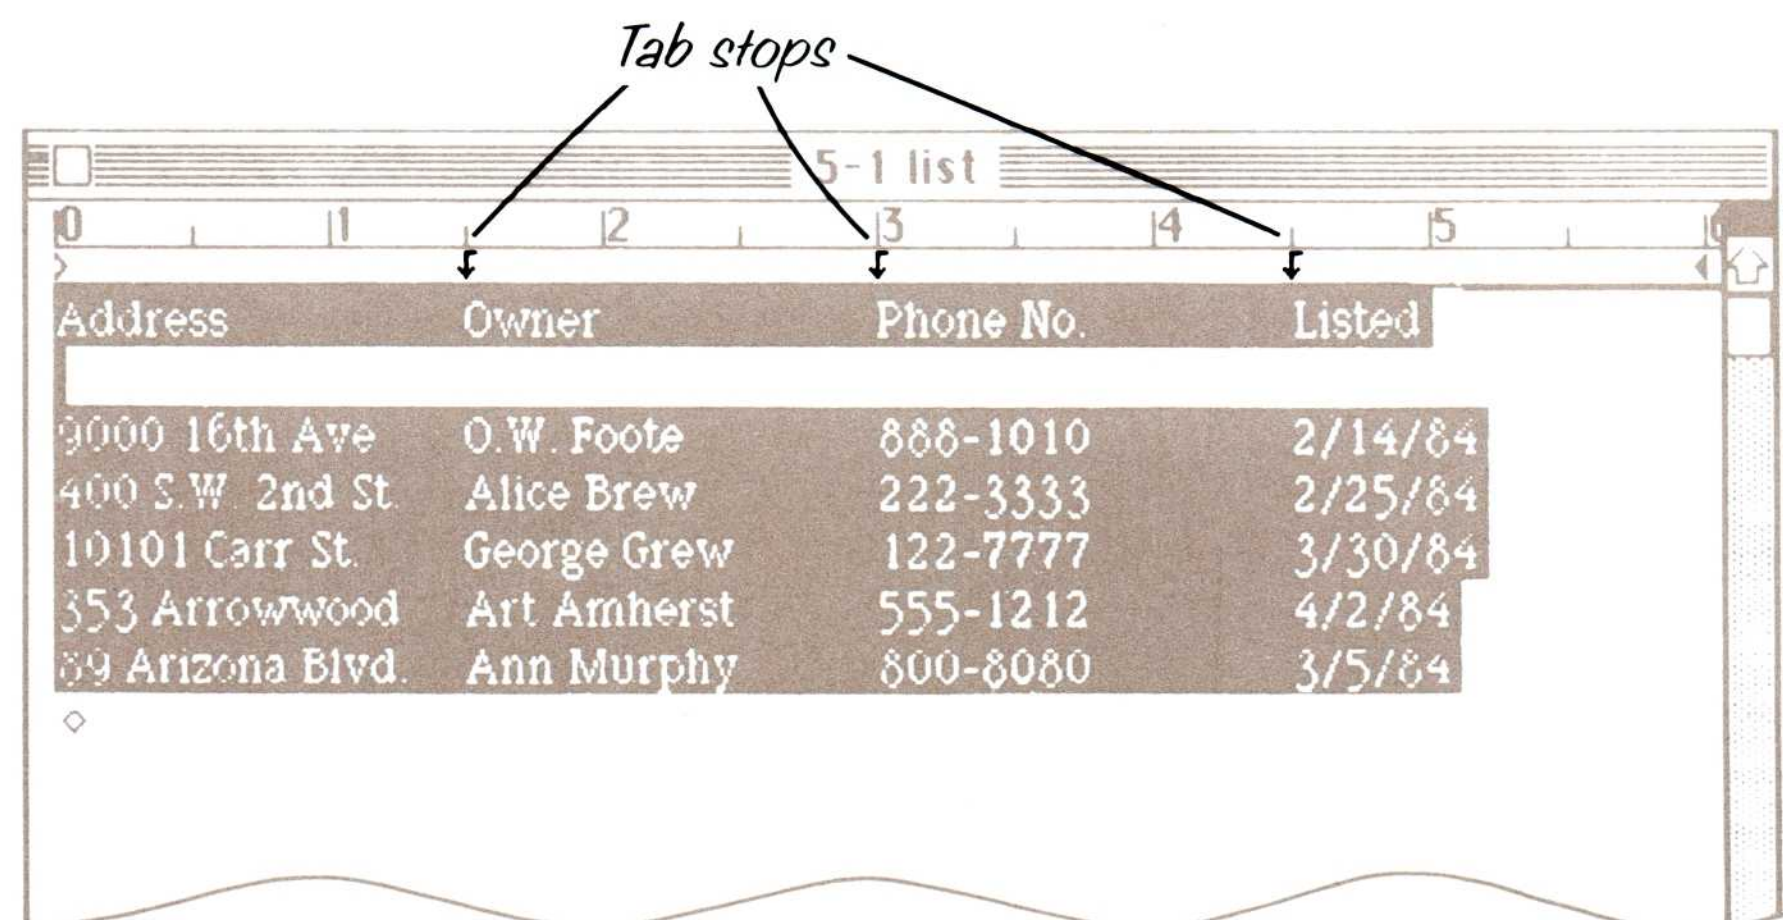 Tab stops
5-1 list
0 1 2 3 4 5
Address Owner Phone No. Listed
9000 16th Ave O.W. Foote 888-1010 2/14/84
400 S.W. 2nd St. Alice Brew 222-3333 2/25/84
10101 Carr St. George Grew 122-7777 3/30/84
353 Arrowwood Art Amherst 555-1212 4/2/84
89 Arizona Blvd. Ann Murphy 800-8080 3/5/84